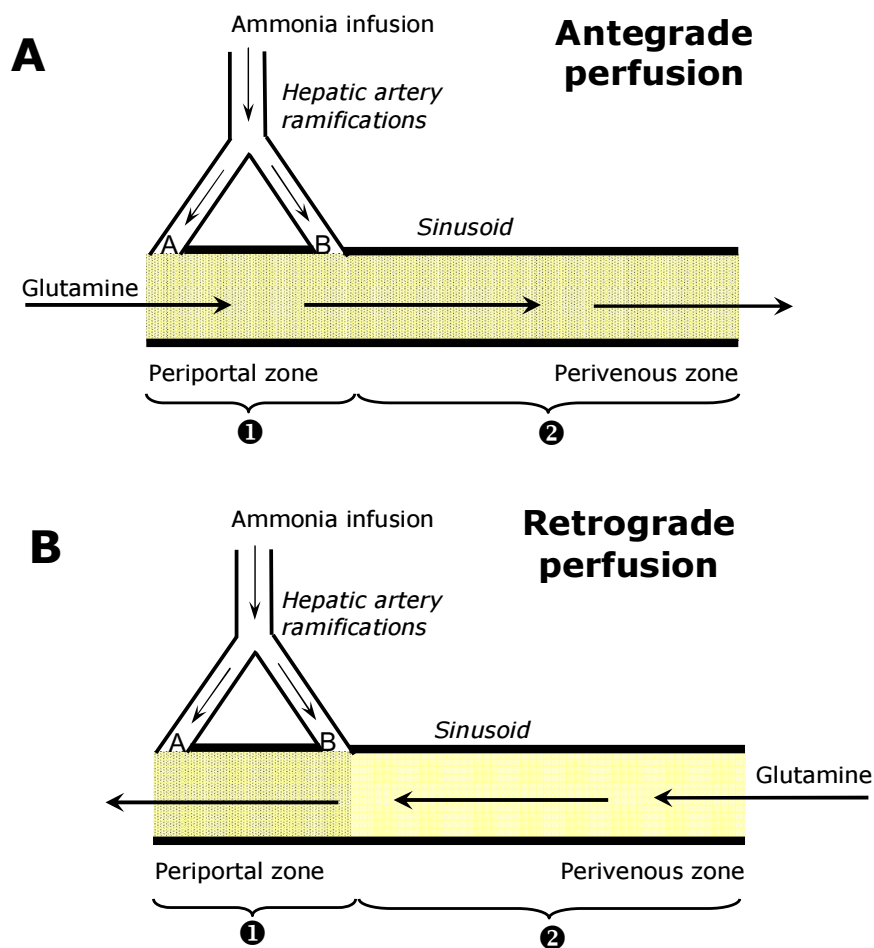 A
Ammonia infusion
Antegrade
perfusion
Hepatic artery
ramifications
A
B
Sinusoid
Glutamine
Periportal zone
Perivenous zone
❶
❷
B
Ammonia infusion
Retrograde
perfusion
Hepatic artery
ramifications
A
B
Sinusoid
Glutamine
Periportal zone
Perivenous zone
❶
❷